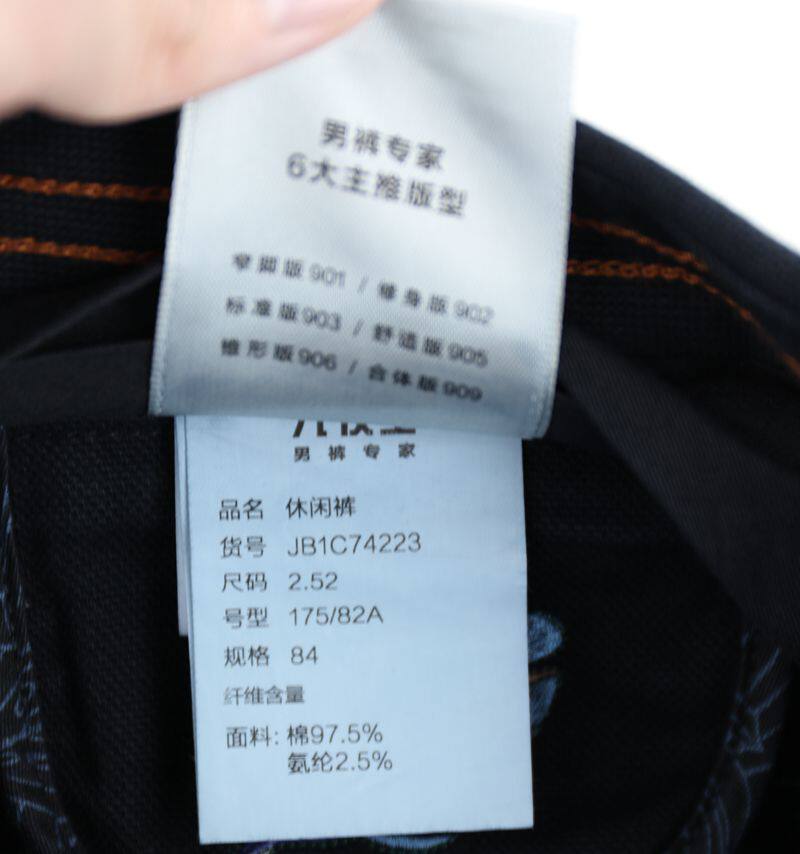 男裤专家
6大主推版型
窄脚版901 / 修身版902
标准版903 / 舒适版905
锥形版906 / 合体版909
男裤专家
品名 休闲裤
货号 JB1C74223
尺码 2.52
号型 175/82A
规格 84
纤维含量
面料: 棉97.5%
氨纶2.5%